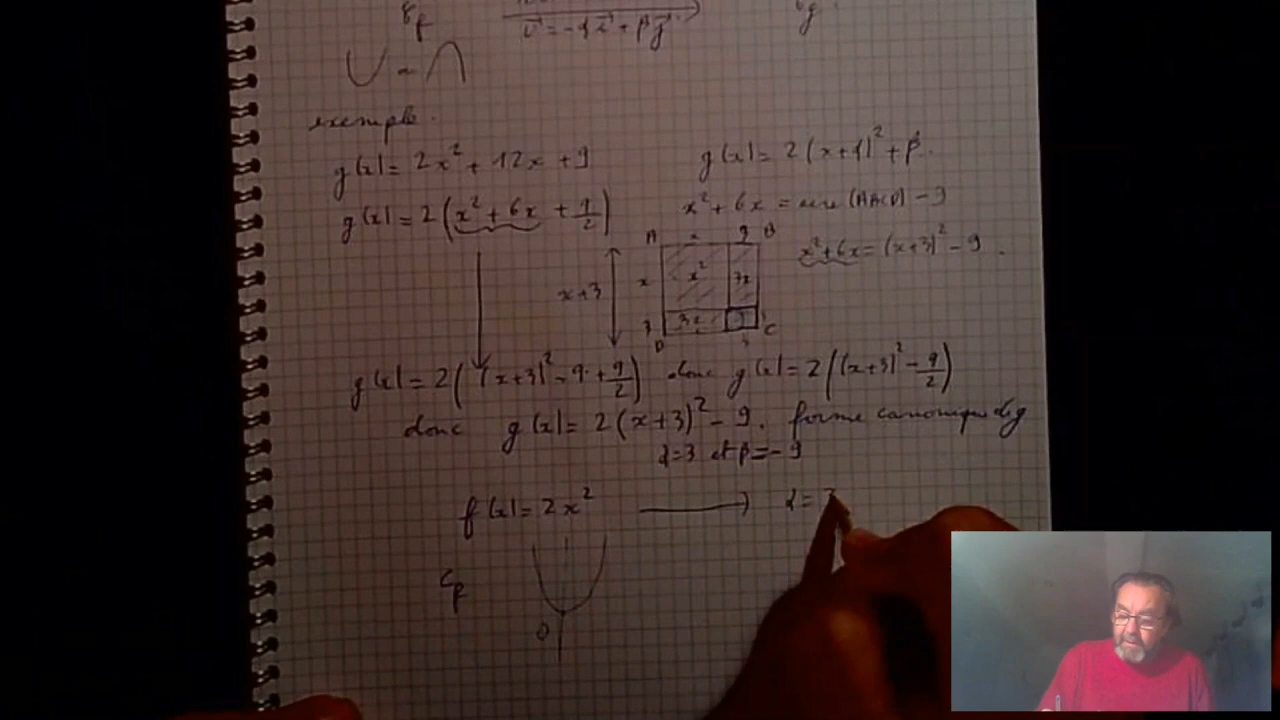 v⃗ = -α i⃗ + β j⃗
exemple.
g(x) = 2x² + 12x + 9
g(x) = 2(x+α)² + β.
g(x) = 2(x² + 6x + 9/2)
x² + 6x = aire (ABCD) - 9
A x 3 B
x²+6x = (x+3)² - 9.
x+3 x x² 3x
3 3x 9 C
D
g(x) = 2((x+3)² - 9 + 9/2) donc g(x) = 2((x+3)² - 9/2)
donc g(x) = 2(x+3)² - 9. forme canonique de g
α=3 et β=-9
f(x) = 2x² → α = 3
Cf
O